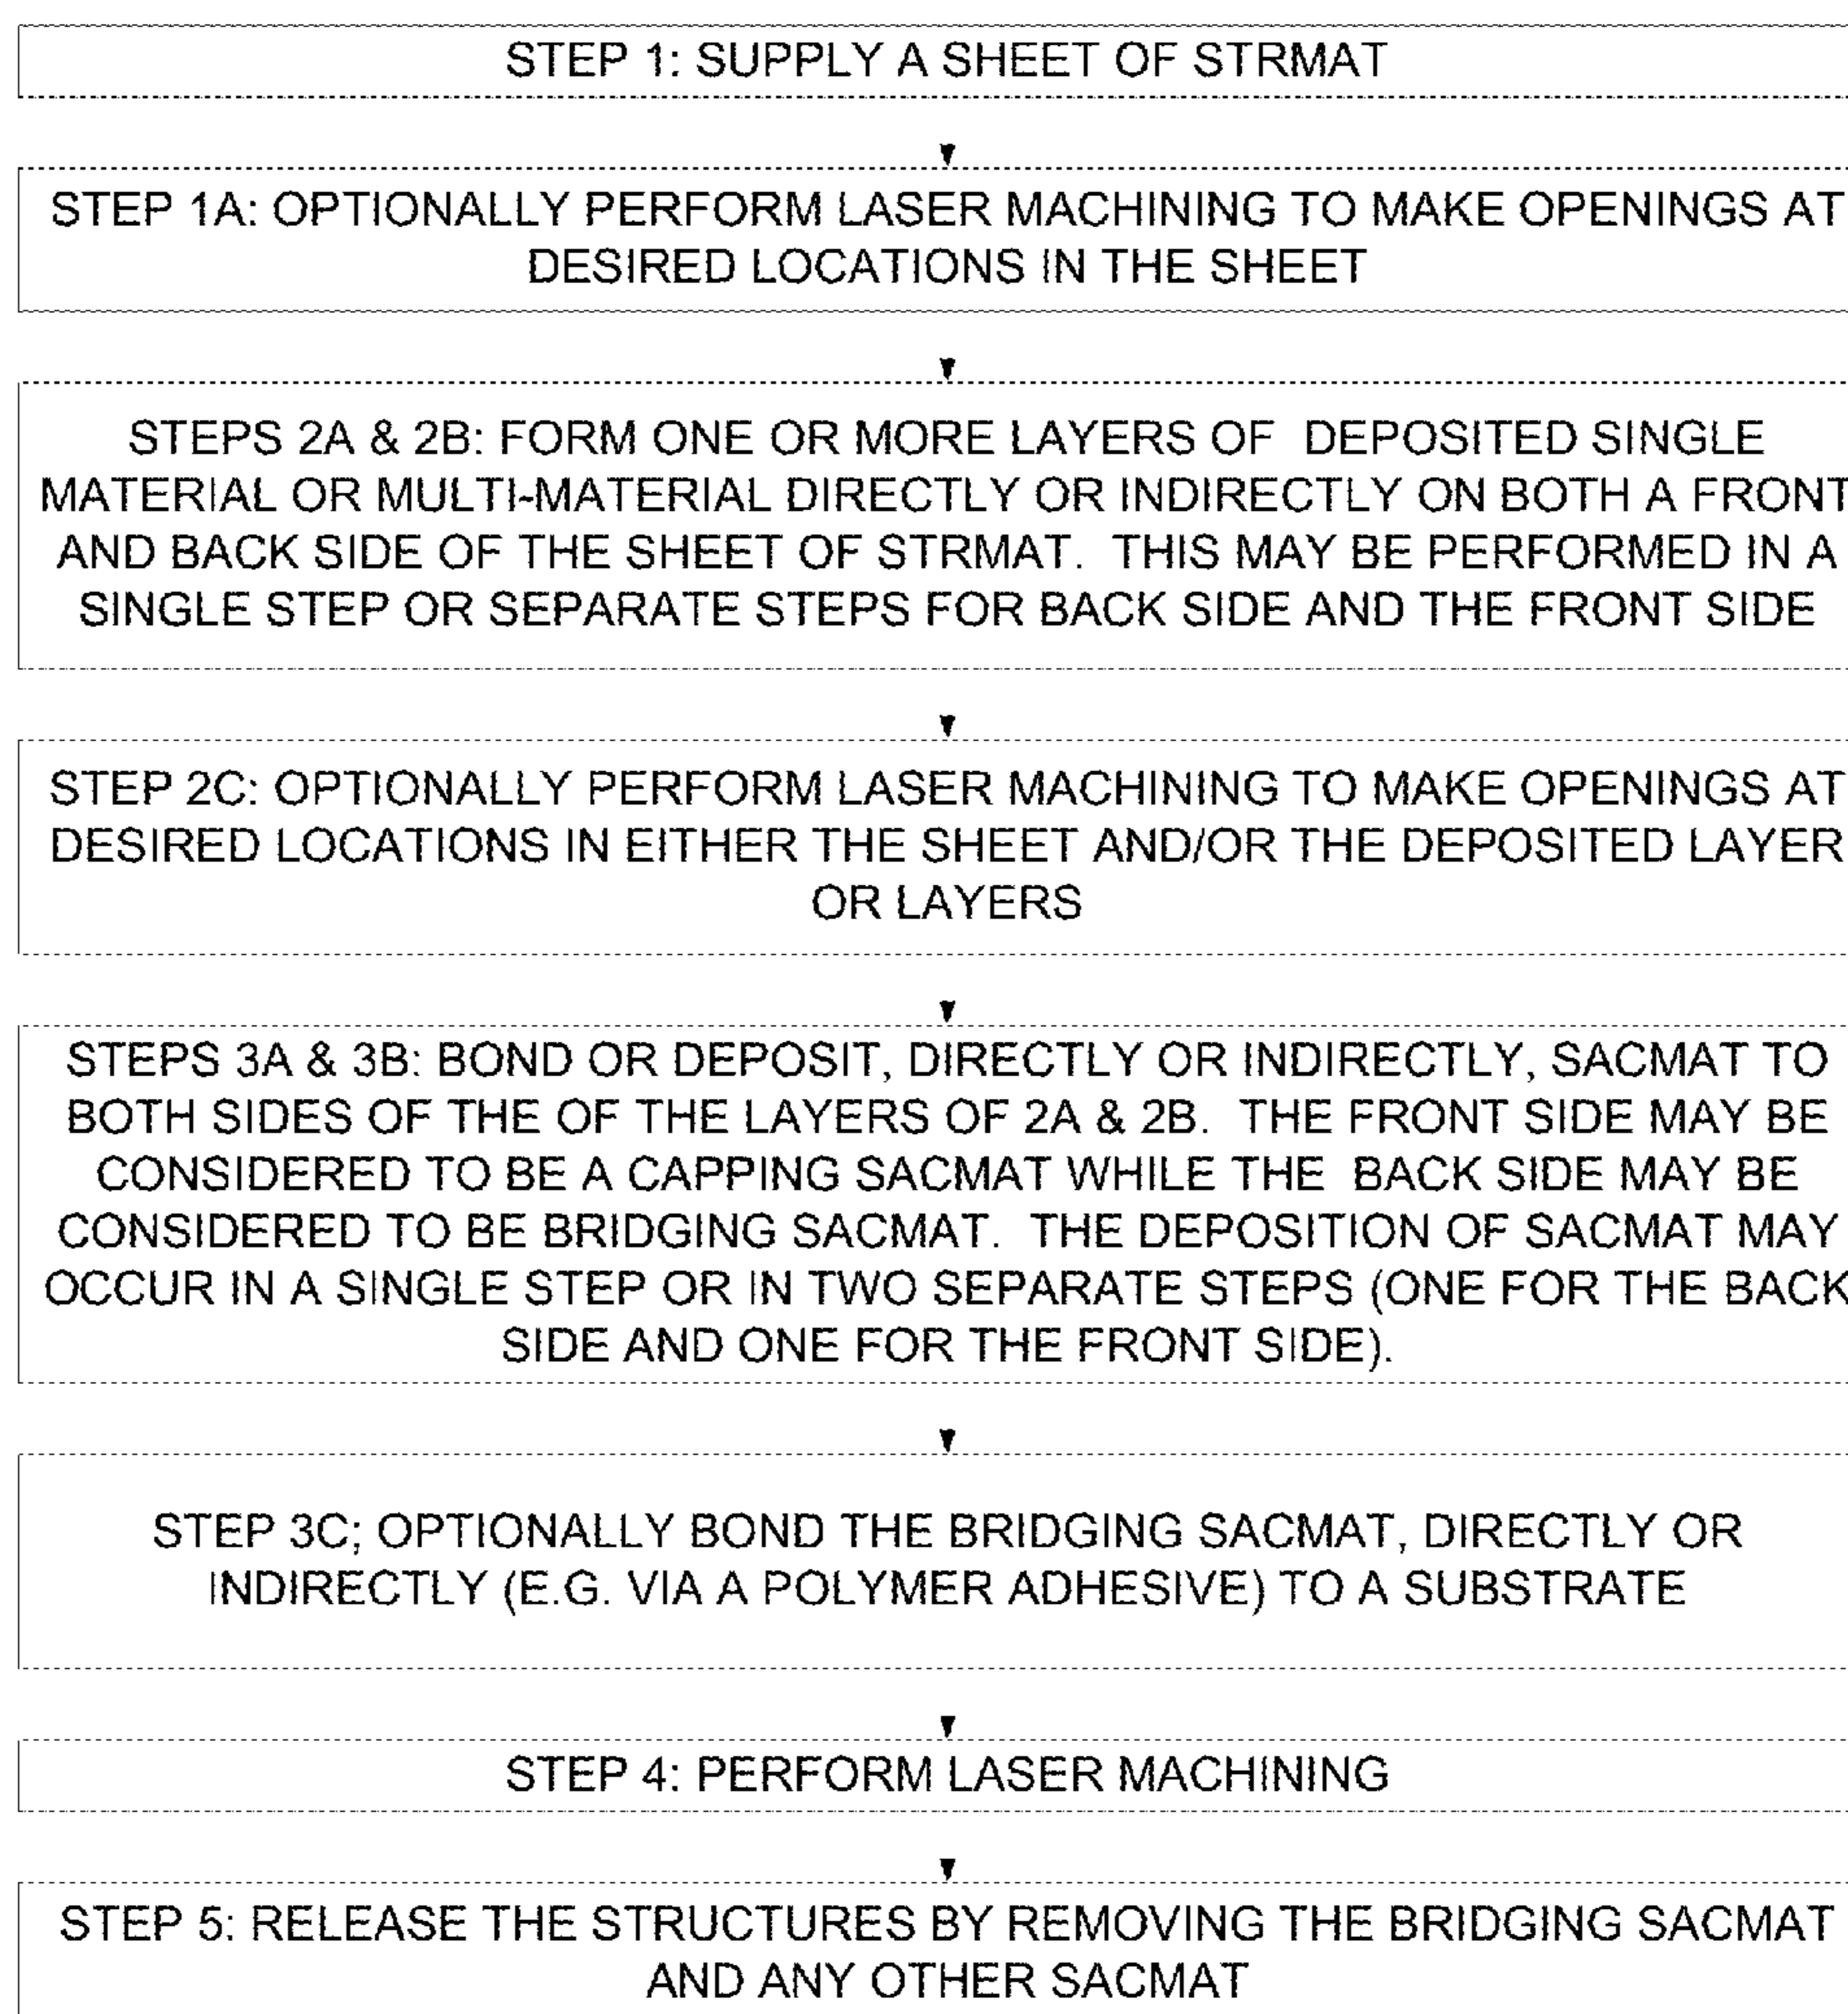 STEP 1: SUPPLY A SHEET OF STRMAT
STEP 1A: OPTIONALLY PERFORM LASER MACHINING TO MAKE OPENINGS AT
DESIRED LOCATIONS IN THE SHEET
STEPS 2A & 2B: FORM ONE OR MORE LAYERS OF DEPOSITED SINGLE
MATERIAL OR MULTI-MATERIAL DIRECTLY OR INDIRECTLY ON BOTH A FRONT
AND BACK SIDE OF THE SHEET OF STRMAT. THIS MAY BE PERFORMED IN A
SINGLE STEP OR SEPARATE STEPS FOR BACK SIDE AND THE FRONT SIDE
STEP 2C: OPTIONALLY PERFORM LASER MACHINING TO MAKE OPENINGS AT
DESIRED LOCATIONS IN EITHER THE SHEET AND/OR THE DEPOSITED LAYER
OR LAYERS
STEPS 3A & 3B: BOND OR DEPOSIT, DIRECTLY OR INDIRECTLY, SACMAT TO
BOTH SIDES OF THE OF THE LAYERS OF 2A & 2B. THE FRONT SIDE MAY BE
CONSIDERED TO BE A CAPPING SACMAT WHILE THE BACK SIDE MAY BE
CONSIDERED TO BE BRIDGING SACMAT. THE DEPOSITION OF SACMAT MAY
OCCUR IN A SINGLE STEP OR IN TWO SEPARATE STEPS (ONE FOR THE BACK
SIDE AND ONE FOR THE FRONT SIDE).
STEP 3C; OPTIONALLY BOND THE BRIDGING SACMAT, DIRECTLY OR
INDIRECTLY (E.G. VIA A POLYMER ADHESIVE) TO A SUBSTRATE
STEP 4: PERFORM LASER MACHINING
STEP 5: RELEASE THE STRUCTURES BY REMOVING THE BRIDGING SACMAT
AND ANY OTHER SACMAT